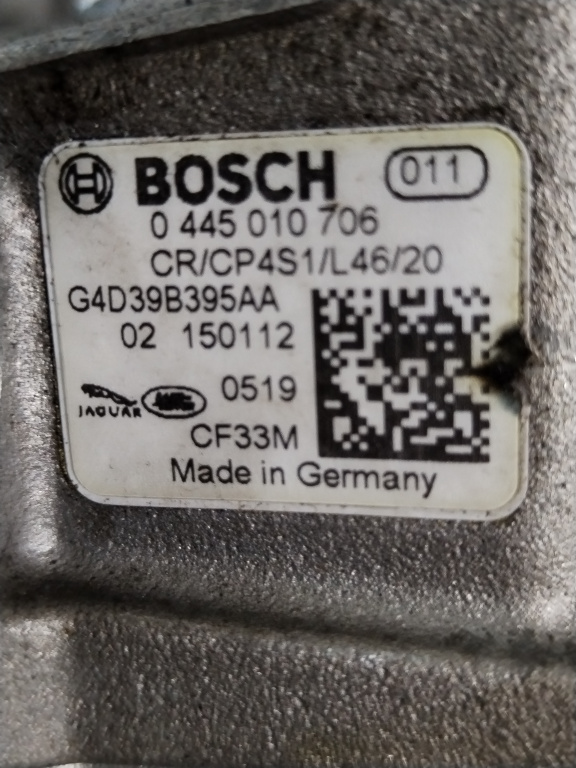 BOSCH 011
0 445 010 706
CR/CP4S1/L46/20
G4D39B395AA
02 150112
0519
JAGUAR
CF33M
Made in Germany